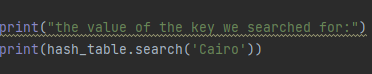 print("the value of the key we searched for:")
print(hash_table.search('Cairo'))